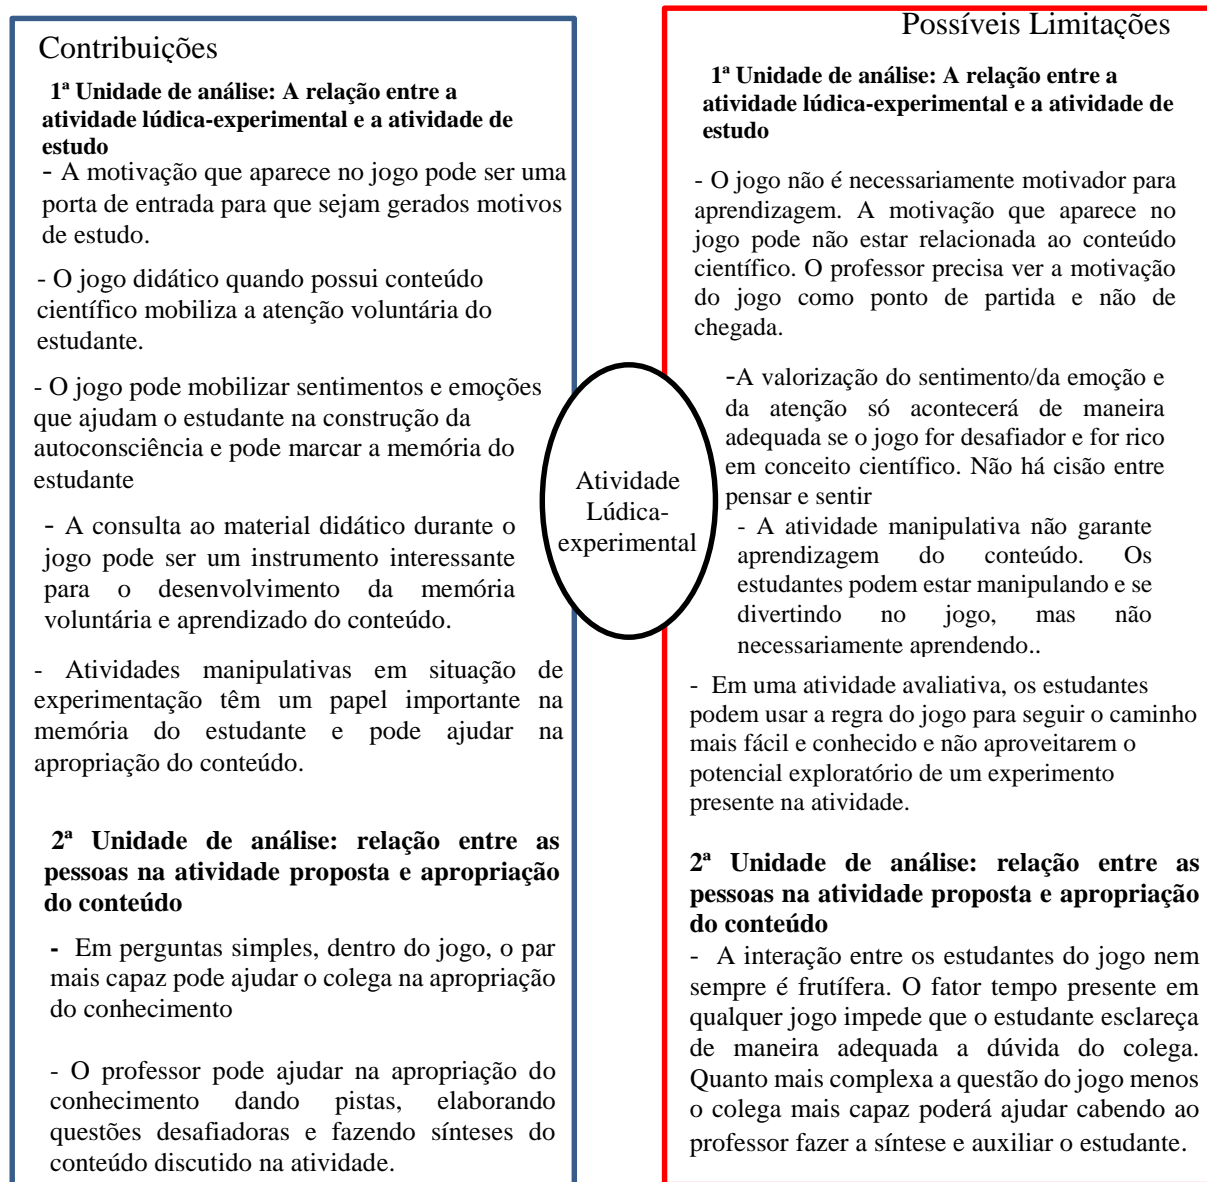 Contribuições
1ª Unidade de análise: A relação entre a
atividade lúdica-experimental e a atividade de
estudo
- A motivação que aparece no jogo pode ser uma
porta de entrada para que sejam gerados motivos
de estudo.
- O jogo didático quando possui conteúdo
científico mobiliza a atenção voluntária do
estudante.
- O jogo pode mobilizar sentimentos e emoções
que ajudam o estudante na construção da
autoconsciência e pode marcar a memória do
estudante
- A consulta ao material didático durante o
jogo pode ser um instrumento interessante
para o desenvolvimento da memória
voluntária e aprendizado do conteúdo.
- Atividades manipulativas em situação de
experimentação têm um papel importante na
memória do estudante e pode ajudar na
apropriação do conteúdo.
2ª Unidade de análise: relação entre as
pessoas na atividade proposta e apropriação
do conteúdo
- Em perguntas simples, dentro do jogo, o par
mais capaz pode ajudar o colega na apropriação
do conhecimento
- O professor pode ajudar na apropriação do
conhecimento dando pistas, elaborando
questões desafiadoras e fazendo sínteses do
conteúdo discutido na atividade.
Atividade
Lúdica-
experimental
Possíveis Limitações
1ª Unidade de análise: A relação entre a
atividade lúdica-experimental e a atividade de
estudo
- O jogo não é necessariamente motivador para
aprendizagem. A motivação que aparece no
jogo pode não estar relacionada ao conteúdo
científico. O professor precisa ver a motivação
do jogo como ponto de partida e não de
chegada.
-A valorização do sentimento/da emoção e
da atenção só acontecerá de maneira
adequada se o jogo for desafiador e for rico
em conceito científico. Não há cisão entre
pensar e sentir
- A atividade manipulativa não garante
aprendizagem do conteúdo. Os
estudantes podem estar manipulando e se
divertindo no jogo, mas não
necessariamente aprendendo..
- Em uma atividade avaliativa, os estudantes
podem usar a regra do jogo para seguir o caminho
mais fácil e conhecido e não aproveitarem o
potencial exploratório de um experimento
presente na atividade.
2ª Unidade de análise: relação entre as
pessoas na atividade proposta e apropriação
do conteúdo
- A interação entre os estudantes do jogo nem
sempre é frutífera. O fator tempo presente em
qualquer jogo impede que o estudante esclareça
de maneira adequada a dúvida do colega.
Quanto mais complexa a questão do jogo menos
o colega mais capaz poderá ajudar cabendo ao
professor fazer a síntese e auxiliar o estudante.